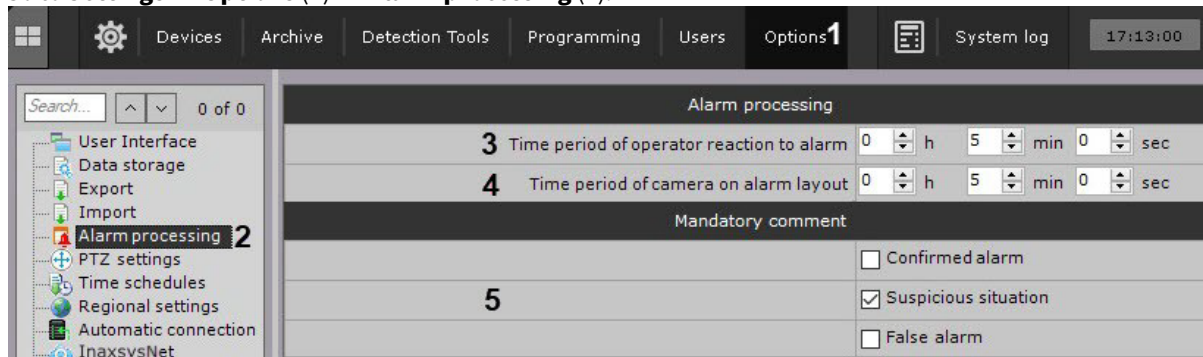 Devices Archive Detection Tools Programming Users Options 1 System log 17:13:00
Search... 0 of 0
User Interface
Data storage
Export
Import
Alarm processing 2
PTZ settings
Time schedules
Regional settings
Automatic connection
InaxsysNet
Alarm processing
3 Time period of operator reaction to alarm 0 h 5 min 0 sec
4 Time period of camera on alarm layout 0 h 5 min 0 sec
Mandatory comment
Confirmed alarm
5 Suspicious situation
False alarm